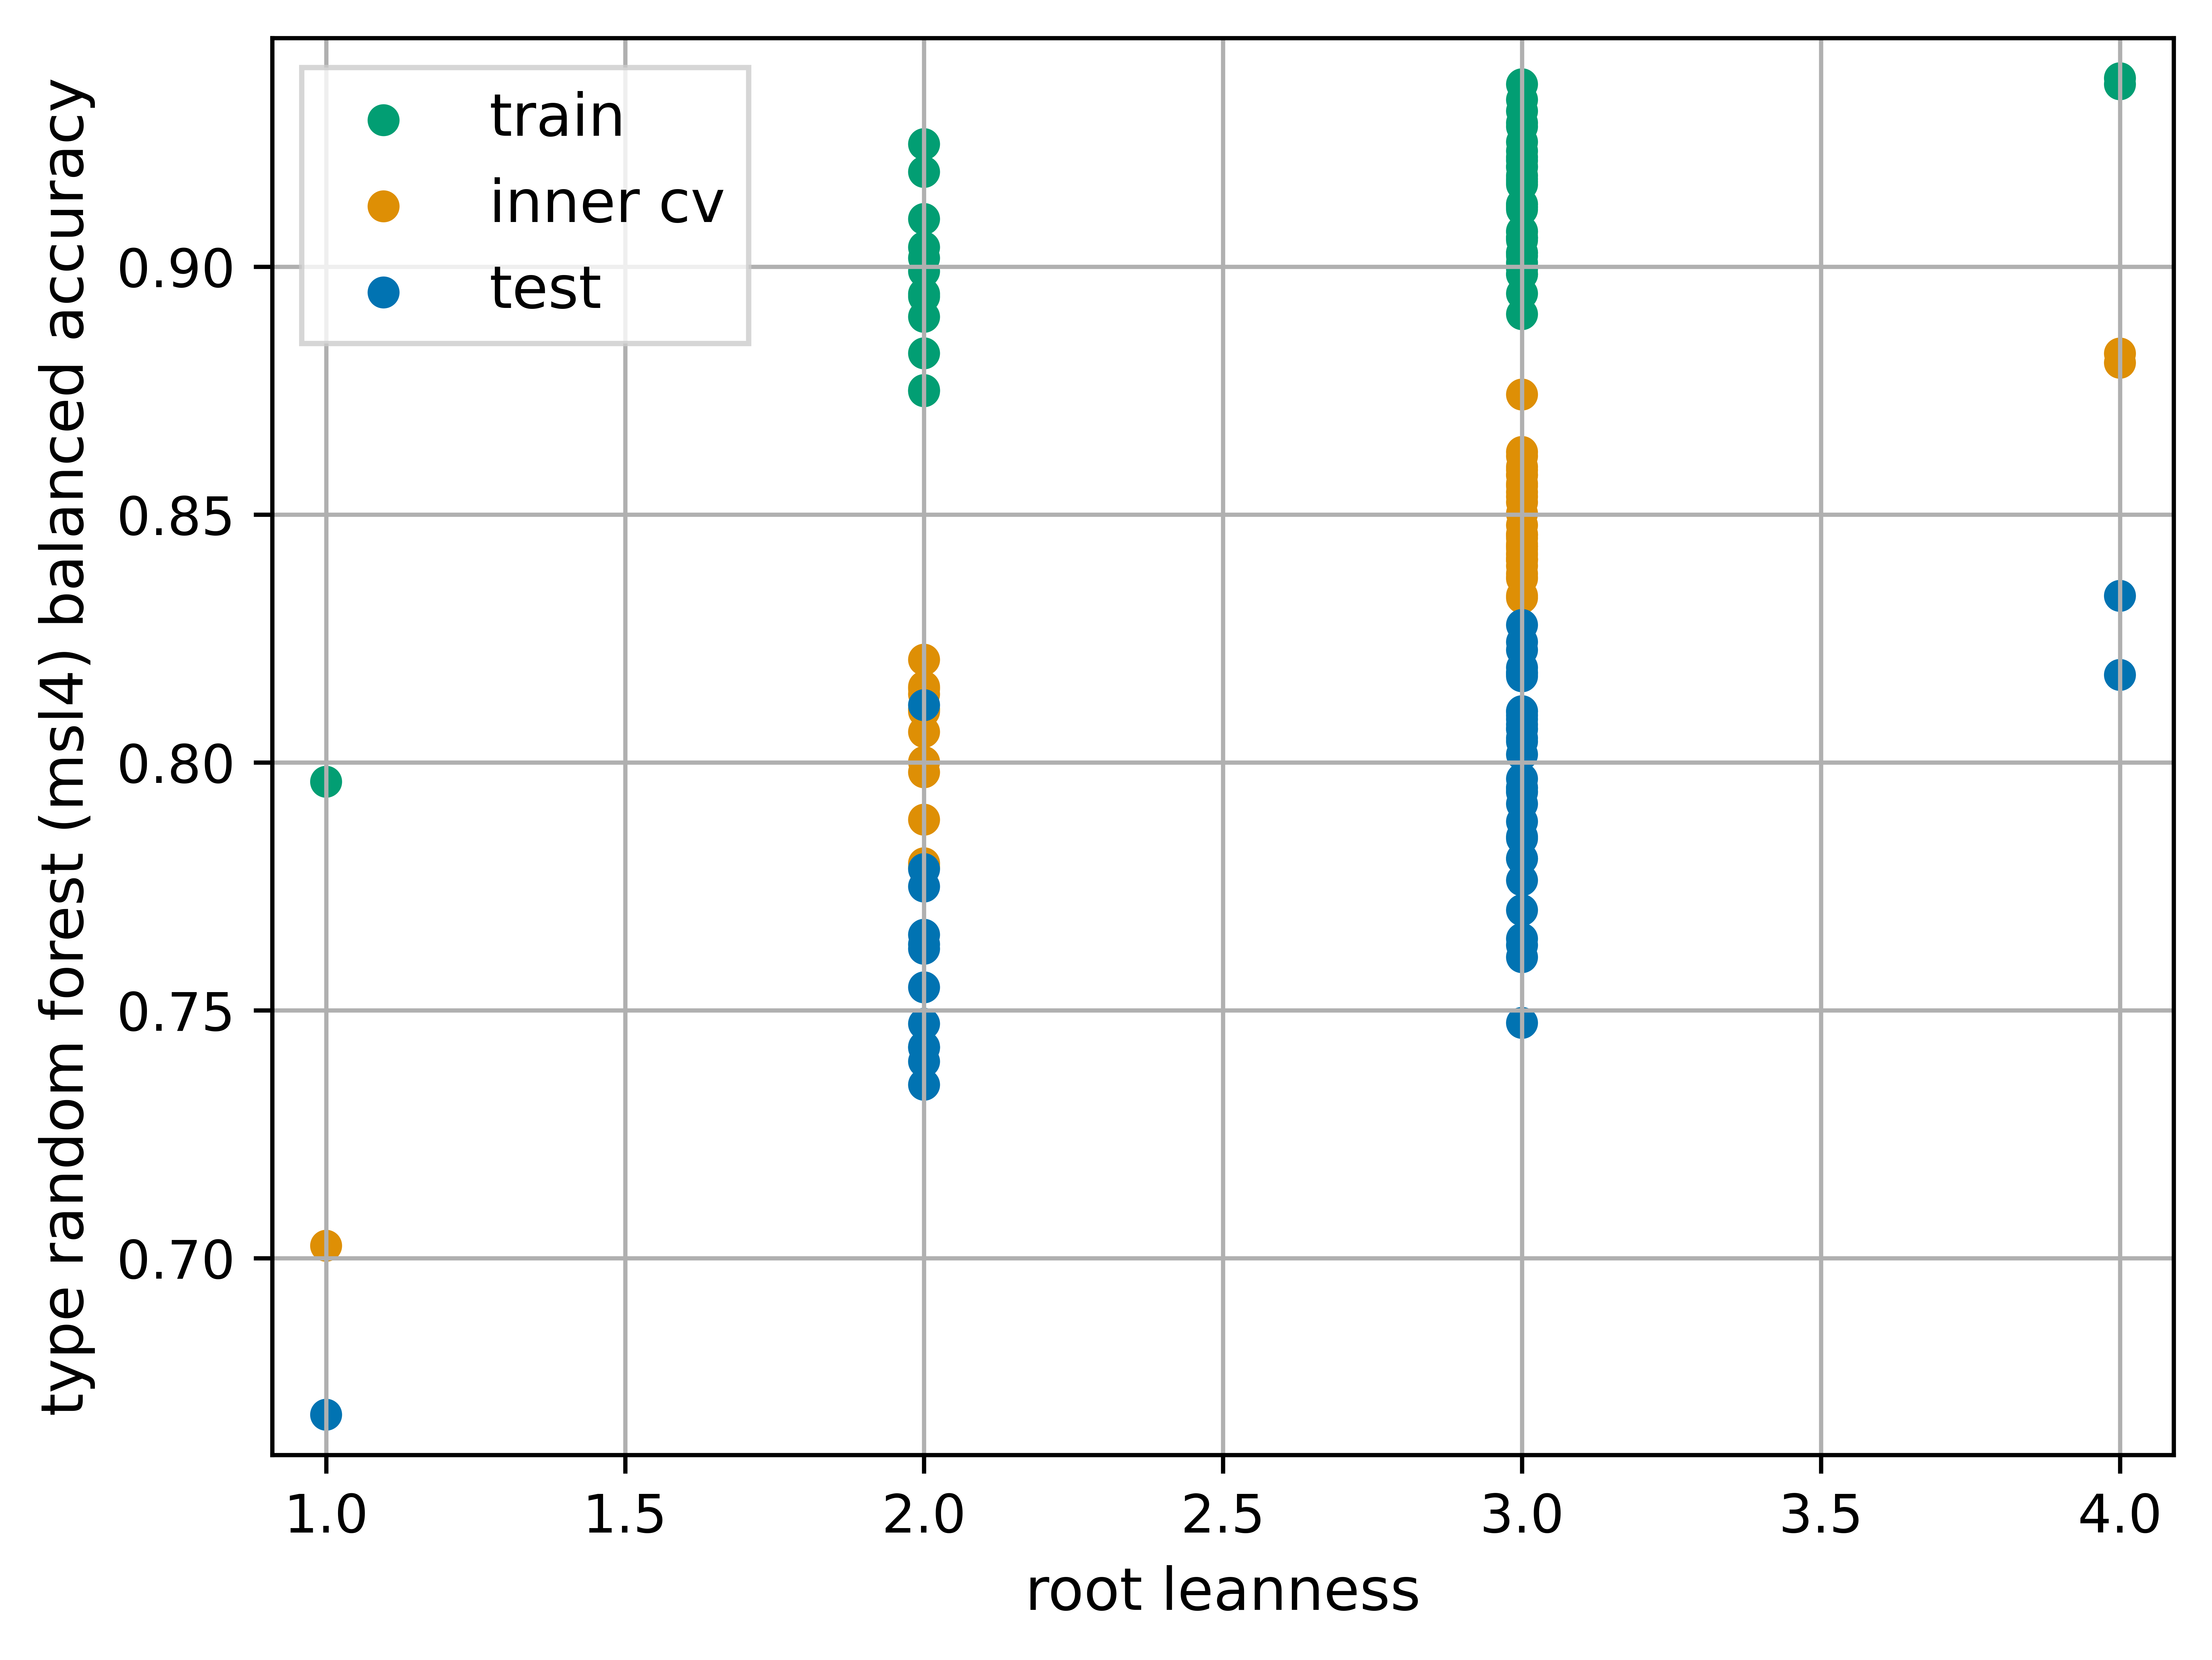 type random forest (msl4) balanced accuracy
0.90
0.85
0.80
0.75
0.70
train
inner cv
test
1.0 1.5 2.0 2.5 3.0 3.5 4.0
root leanness